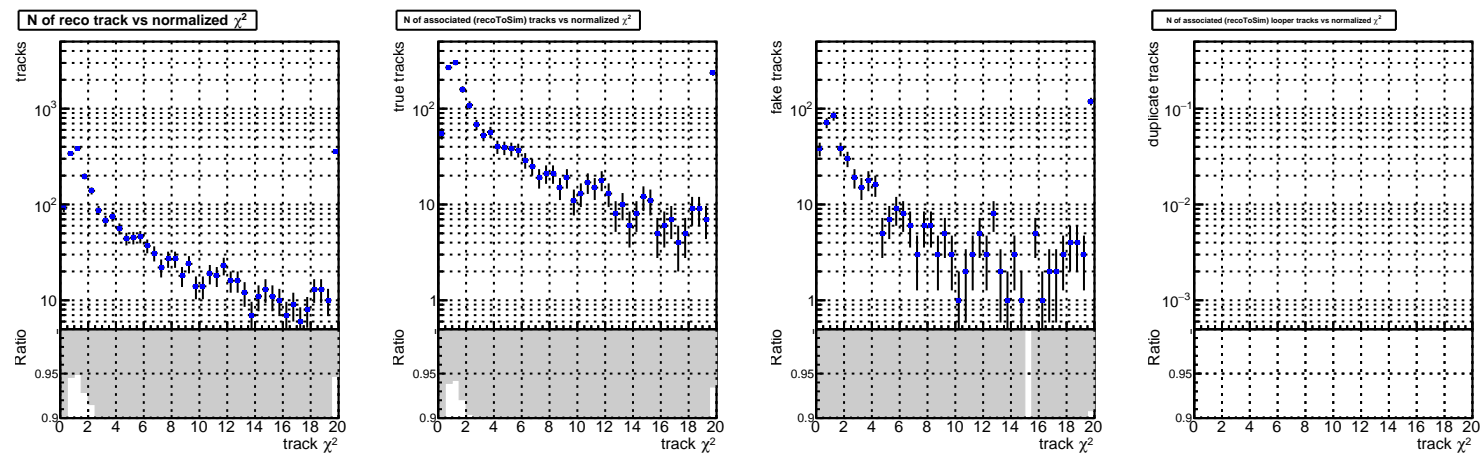 N of reco track vs normalized χ²
tracks
10³
10²
10
Ratio
0.95
0.9
0 2 4 6 8 10 12 14 16 18 20
track χ²
N of associated (recoToSim) tracks vs normalized χ²
true tracks
10²
10
1
Ratio
0.95
0.9
0 2 4 6 8 10 12 14 16 18 20
track χ²
fake tracks
10²
10
1
Ratio
0.95
0.9
0 2 4 6 8 10 12 14 16 18 20
track χ²
N of associated (recoToSim) looper tracks vs normalized χ²
duplicate tracks
10⁻¹
10⁻²
10⁻³
Ratio
0.95
0.9
0 2 4 6 8 10 12 14 16 18 20
track χ²